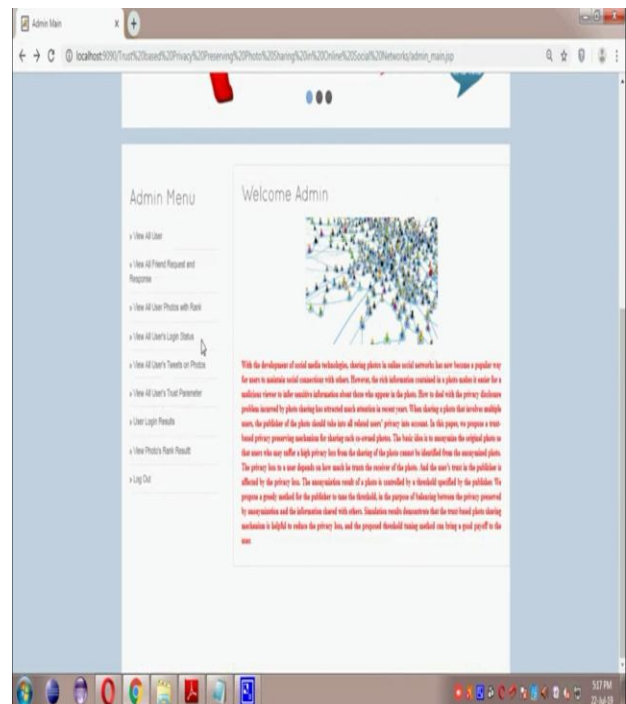 Admin Main
localhost:9090/Trust%20based%20Privacy%20Preserving%20Photo%20Sharing%20in%20Online%20Social%20Networks/admin_main.jsp
Admin Menu
Welcome Admin
» View All User
» View All Friend Request and
Response
» View All User Photos with Rank
» View All User's Login Status
» View All User's Tweets on Photos
» View All User's Trust Parameter
» User Login Results
» View Photo's Rank Result!
» Log Out
With the development of social media technologies, sharing photos in online social networks has now become a popular way
for users to maintain social connections with others. However, the rich information contained in a photo makes it easier for a
malicious viewer to infer sensitive information about those who appear in the photo. How to deal with the privacy disclosure
problem incurred by photo sharing has attracted much attention in recent years. When sharing a photo that involves multiple
users, the publisher of the photo should take into all related users' privacy into account. In this paper, we propose a trust-
based privacy preserving mechanism for sharing such co-owned photos. The basic idea is to anonymize the original photo so
that users who may suffer a high privacy loss from the sharing of the photo cannot be identified from the anonymized photo.
The privacy loss to a user depends on how much he trusts the receiver of the photo. And the user's trust in the publisher is
affected by the privacy loss. The anonymization result of a photo is controlled by a threshold specified by the publisher. We
propose a greedy method for the publisher to tune the threshold, in the purpose of balancing between the privacy preserved
by anonymization and the information shared with others. Simulation results demonstrate that the trust-based photo sharing
mechanism is helpful to reduce the privacy loss, and the proposed threshold tuning method can bring a good payoff to the
user.
5:17 PM
22-Jul-19